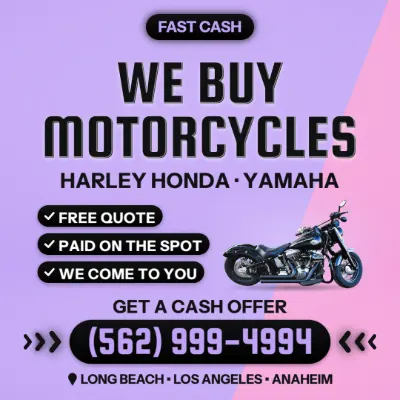 FAST CASH
WE BUY
MOTORCYCLES
HARLEY HONDA • YAMAHA
FREE QUOTE
PAID ON THE SPOT
WE COME TO YOU
GET A CASH OFFER
(562) 999-4994
LONG BEACH • LOS ANGELES • ANAHEIM